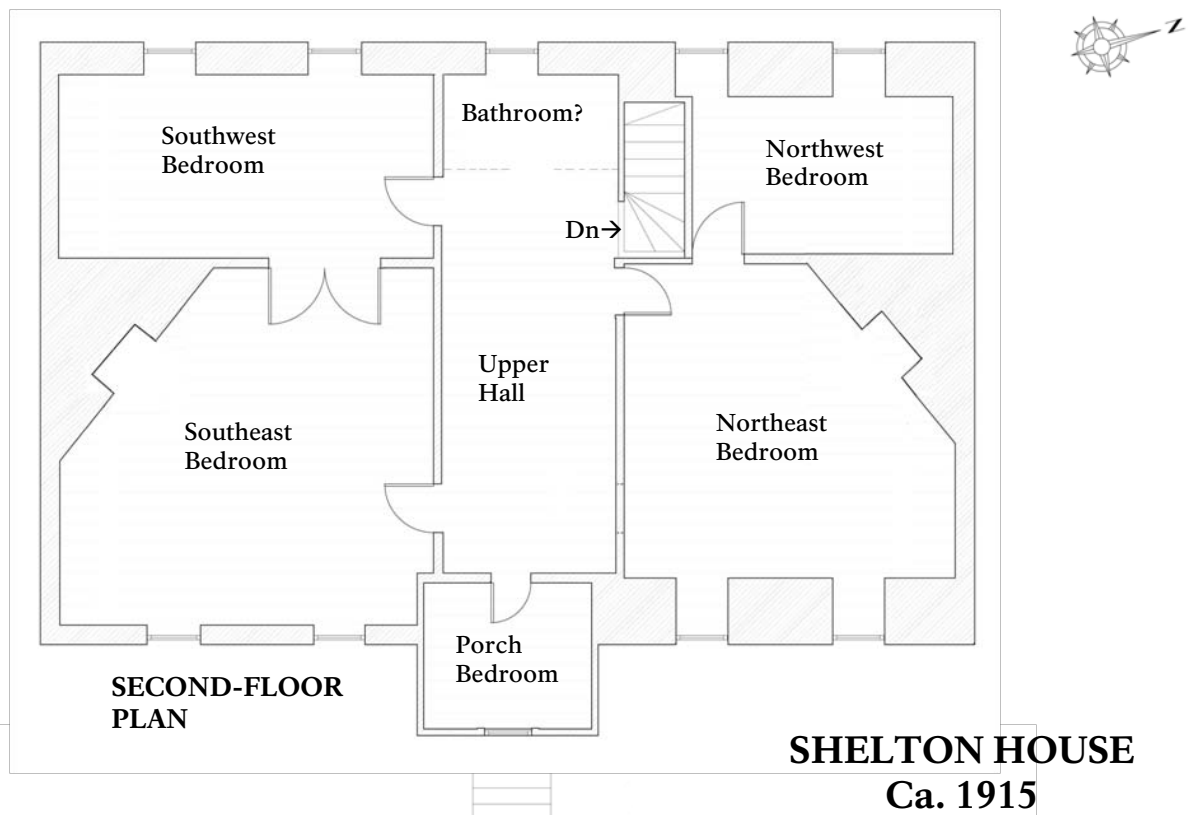 N
Bathroom?
Southwest
Bedroom
Northwest
Bedroom
Dn→
Upper
Hall
Southeast
Bedroom
Northeast
Bedroom
Porch
Bedroom
SECOND-FLOOR
PLAN
SHELTON HOUSE
Ca. 1915